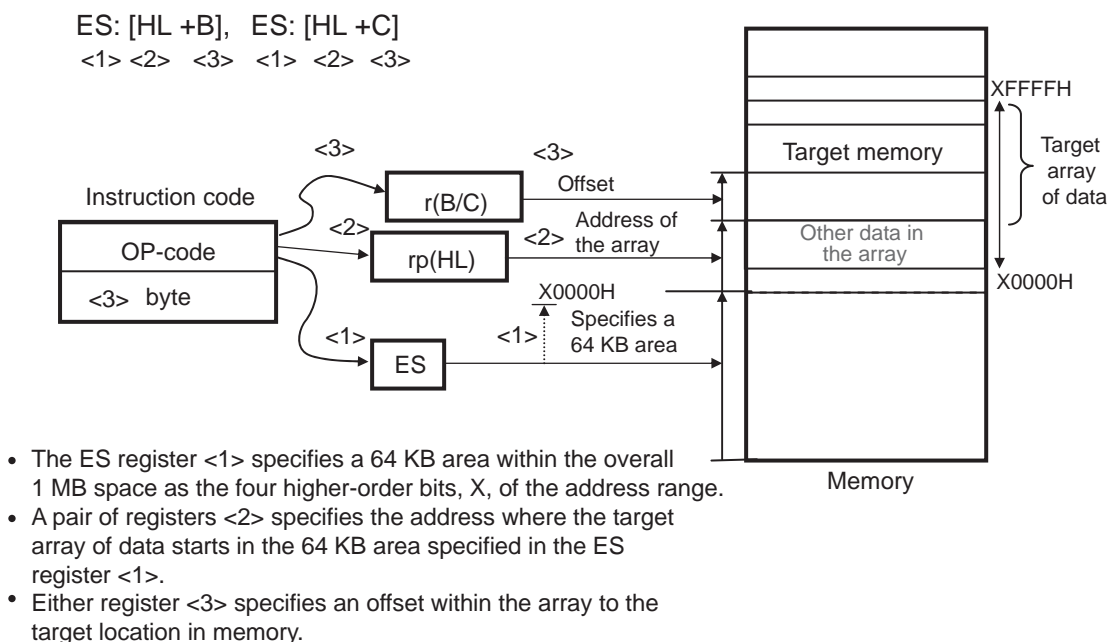 ES: [HL +B], ES: [HL +C]
<1> <2> <3> <1> <2> <3>
XFFFFH
<3>
<3>
Target memory
Target
array
of data
Instruction code
r(B/C)
Offset
OP-code
<2>
rp(HL)
<2>
Address of
the array
Other data in
the array
<3> byte
X0000H
X0000H
<1>
ES
<1>
Specifies a
64 KB area
Memory
• The ES register <1> specifies a 64 KB area within the overall
1 MB space as the four higher-order bits, X, of the address range.
• A pair of registers <2> specifies the address where the target
array of data starts in the 64 KB area specified in the ES
register <1>.
• Either register <3> specifies an offset within the array to the
target location in memory.